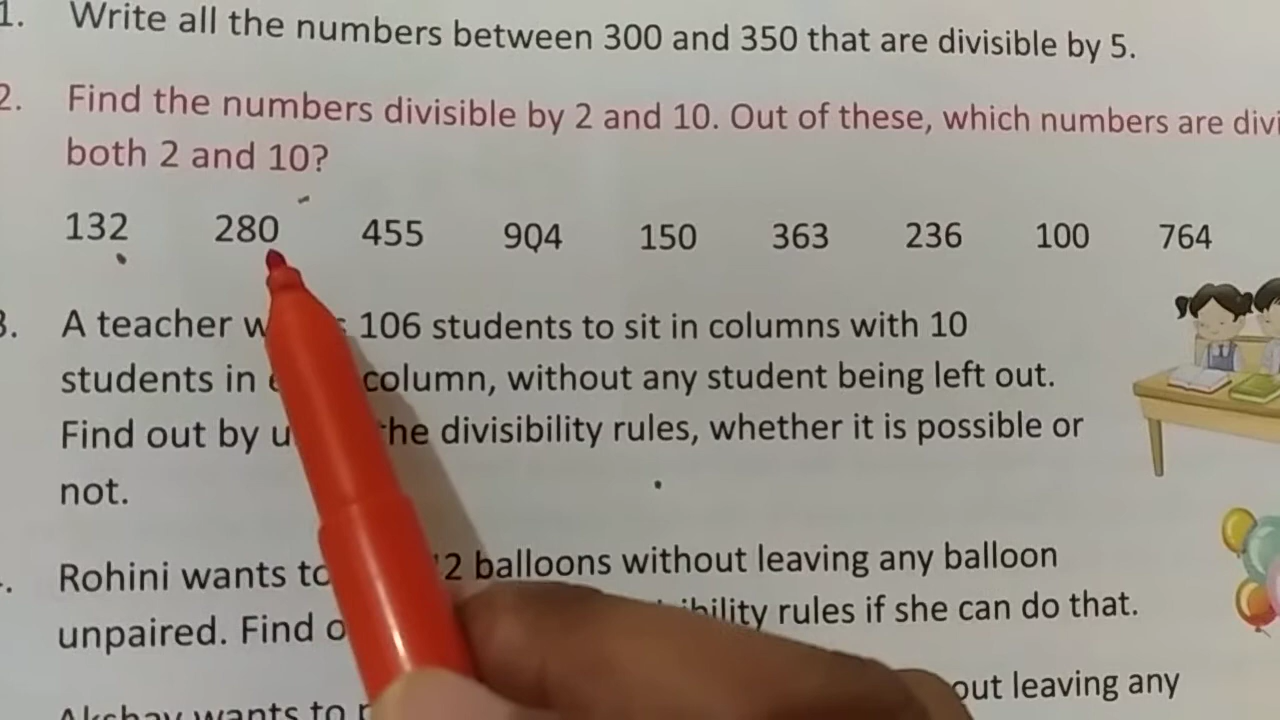 1. Write all the numbers between 300 and 350 that are divisible by 5.
2. Find the numbers divisible by 2 and 10. Out of these, which numbers are
both 2 and 10?
132 280 455 904 150 363 236 100 764
3. A teacher 106 students to sit in columns with 10
students in column, without any student being left out.
Find out by the divisibility rules, whether it is possible or
not.
Rohini wants to balloons without leaving any balloon
unpaired. Find rules if she can do that.
Akshay wants to out leaving any